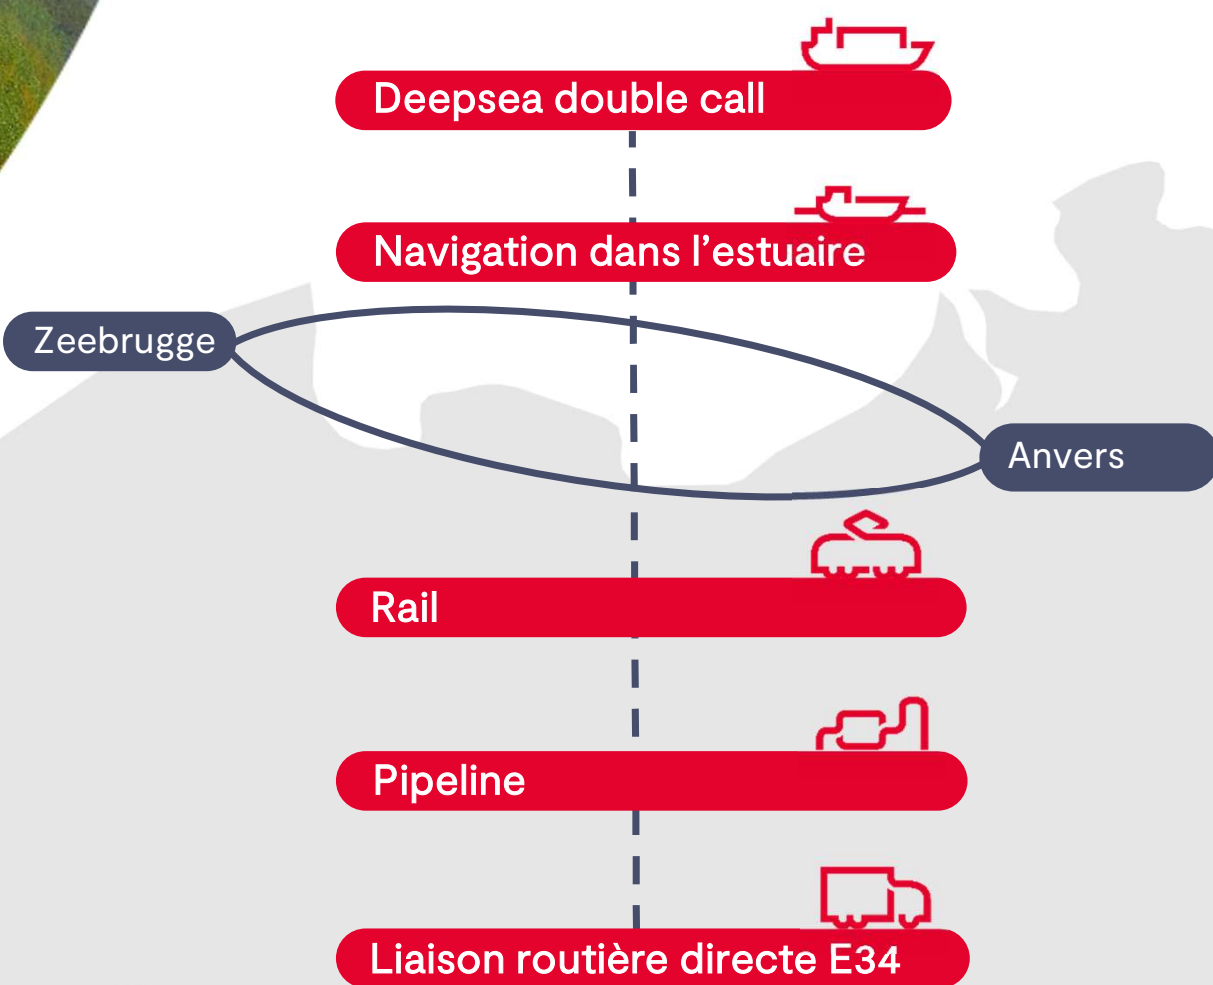 Deepsea double call
Navigation dans l’estuaire
Zeebrugge
Anvers
Rail
Pipeline
Liaison routière directe E34